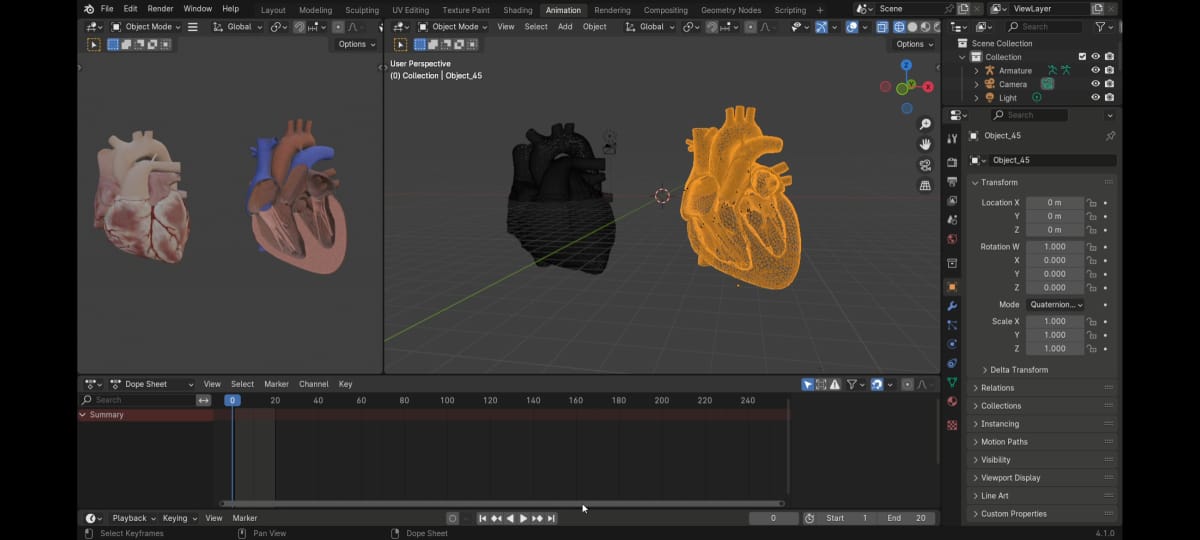 File Edit Render Window Help Layout Modeling Sculpting UV Editing Texture Paint Shading Animation Rendering Compositing Geometry Nodes Scripting + Scene ViewLayer
Object Mode Global Object Mode View Select Add Object Global Search
Options Options Scene Collection
Collection
User Perspective
(0) Collection | Object_45
Z
Y
X
Armature
Camera
Light
Search
Object_45
Object_45
Transform
Location X 0 m
Y 0 m
Z 0 m
Rotation W 1.000
X 0.000
Y 0.000
Z 0.000
Mode Quaternion...
Scale X 1.000
Y 1.000
Z 1.000
Delta Transform
Relations
Collections
Instancing
Motion Paths
Visibility
Viewport Display
Line Art
Custom Properties
Dope Sheet View Select Marker Channel Key
Search 0 20 40 60 80 100 120 140 160 180 200 220 240
Summary
Playback Keying View Marker 0 Start 1 End 20
Select Keyframes Pan View Dope Sheet 4.1.0